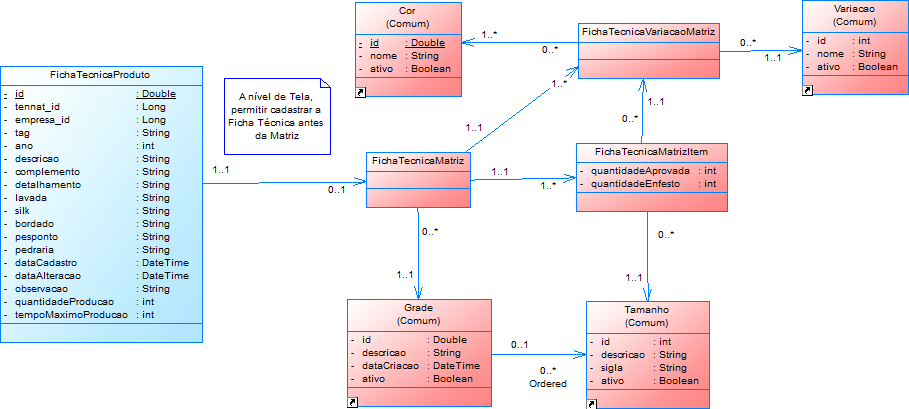 FichaTecnicaProduto
- id : Double
- tennat_id : Long
- empresa_id : Long
- tag : String
- ano : int
- descricao : String
- complemento : String
- detalhamento : String
- lavada : String
- silk : String
- bordado : String
- pesponto : String
- pedraria : String
- dataCadastro : DateTime
- dataAlteracao : DateTime
- observacao : String
- quantidadeProducao : int
- tempoMaximoProducao : int
A nível de Tela,
permitir cadastrar a
Ficha Técnica antes
da Matriz
1..1
0..1
Cor
(Comum)
- id : Double
- nome : String
- ativo : Boolean
1..*
0..*
FichaTecnicaVariacaoMatriz
0..*
1..1
Variacao
(Comum)
- id : int
- nome : String
- ativo : Boolean
1..*
1..1
FichaTecnicaMatriz
1..1
1..*
1..1
0..*
FichaTecnicaMatrizItem
- quantidadeAprovada : int
- quantidadeEnfesto : int
0..*
1..1
0..*
1..1
Grade
(Comum)
- id : Double
- descricao : String
- dataCriacao : DateTime
- ativo : Boolean
0..1
0..*
Ordered
Tamanho
(Comum)
- id : int
- descricao : String
- sigla : String
- ativo : Boolean